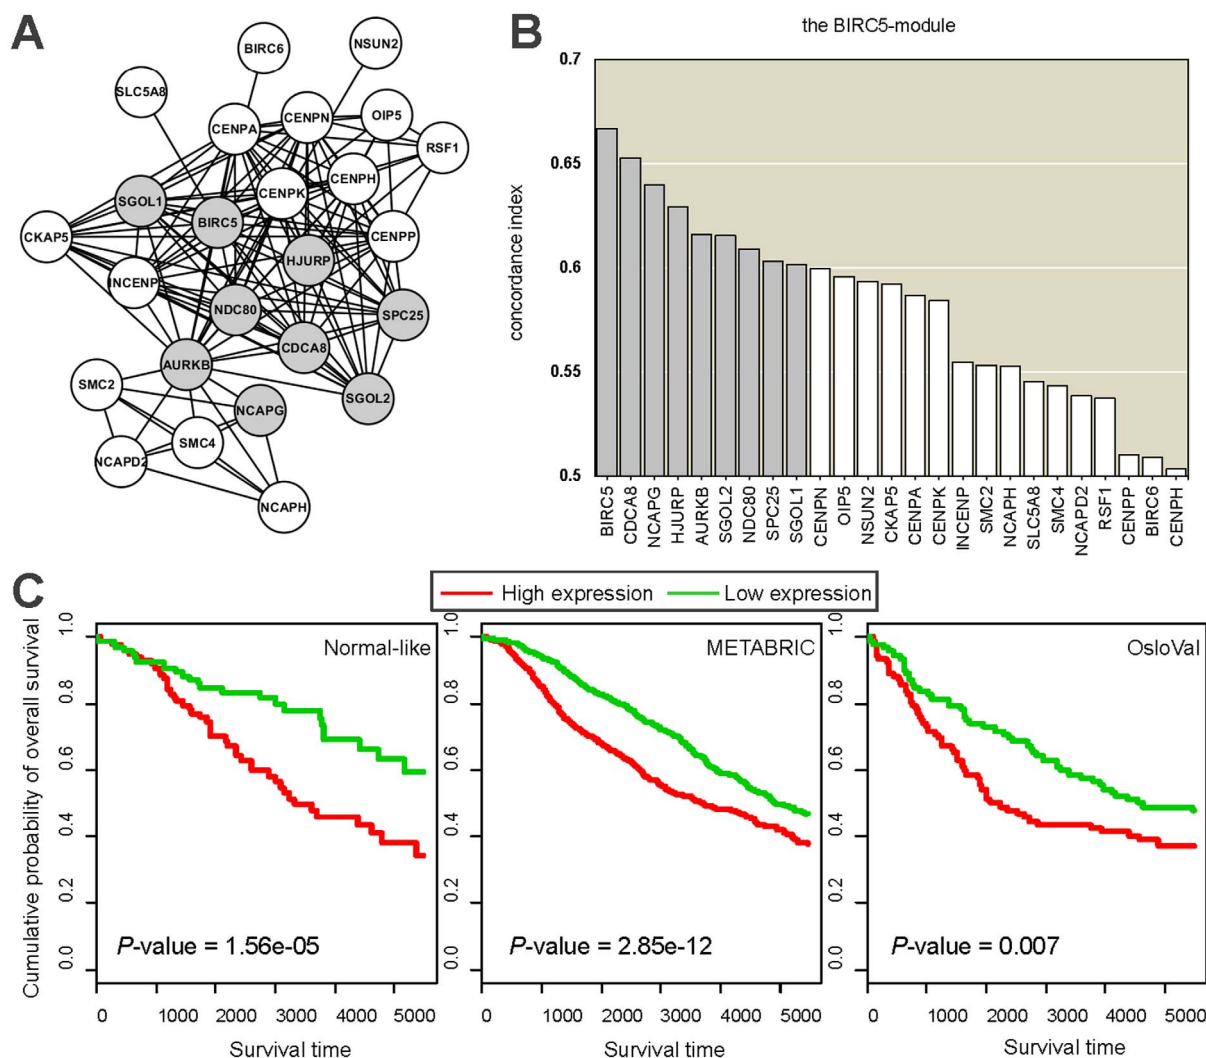 A
BIRC6
NSUN2
SLC5A8
CENPA
CENPN
OIP5
RSF1
CENPH
CENPK
SGOL1
BIRC5
CKAP5
CENPP
HJURP
INCENP
NDC80
SPC25
CDCA8
AURKB
SMC2
SGOL2
NCAPG
SMC4
NCAPD2
NCAPH
B
the BIRC5-module
concordance index
0.7
0.65
0.6
0.55
0.5
BIRC5 CDCA8 NCAPG HJURP AURKB SGOL2 NDC80 SPC25 SGOL1 CENPN OIP5 NSUN2 CKAP5 CENPA CENPK INCENP SMC2 NCAPH SLC5A8 SMC4 NCAPD2 RSF1 CENPP BIRC6 CENPH
C
High expression Low expression
Cumulative probability of overall survival
Normal-like
1.0
0.8
0.6
0.4
0.2
0.0
P-value = 1.56e-05
0 1000 2000 3000 4000 5000
Survival time
METABRIC
1.0
0.8
0.6
0.4
0.2
0.0
P-value = 2.85e-12
0 1000 2000 3000 4000 5000
Survival time
OsloVal
1.0
0.8
0.6
0.4
0.2
0.0
P-value = 0.007
0 1000 2000 3000 4000 5000
Survival time